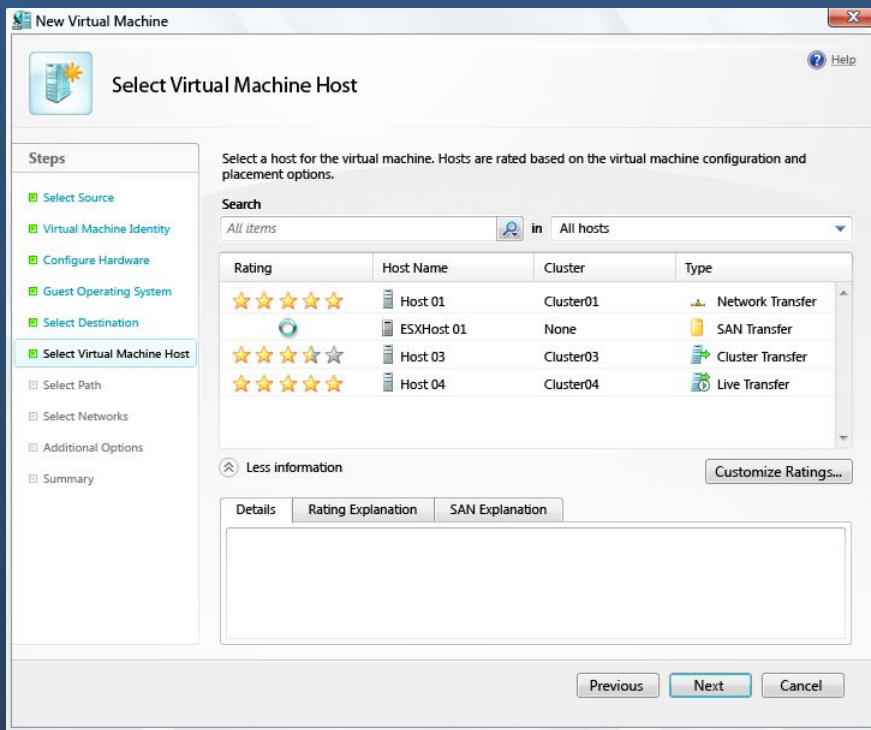 New Virtual Machine
Select Virtual Machine Host
Help
Steps
Select Source
Virtual Machine Identity
Configure Hardware
Guest Operating System
Select Destination
Select Virtual Machine Host
Select Path
Select Networks
Additional Options
Summary
Select a host for the virtual machine. Hosts are rated based on the virtual machine configuration and
placement options.
Search
All items in All hosts
Rating Host Name Cluster Type
Host 01 Cluster01 Network Transfer
ESXHost 01 None SAN Transfer
Host 03 Cluster03 Cluster Transfer
Host 04 Cluster04 Live Transfer
Less information
Customize Ratings...
Details Rating Explanation SAN Explanation
Previous Next Cancel